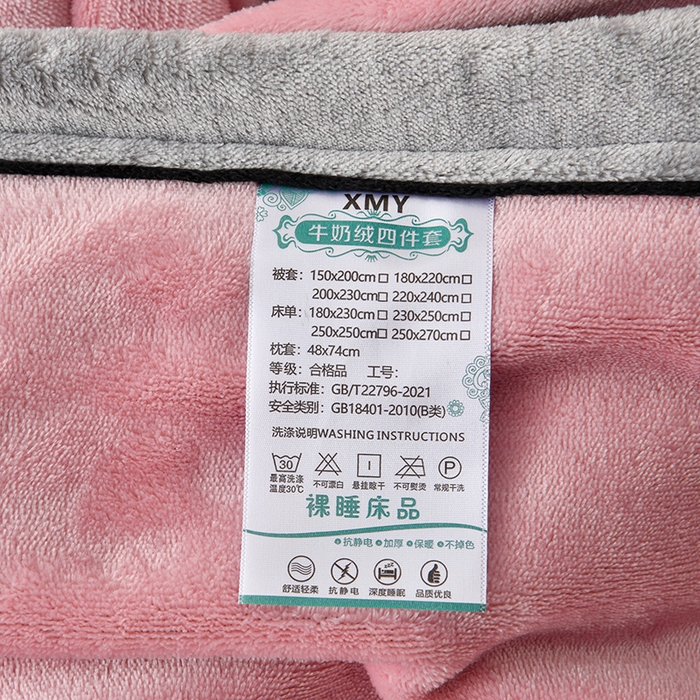 XMY
牛奶绒四件套
被套: 150x200cm□ 180x220cm□
200x230cm□ 220x240cm□
床单: 180x230cm□ 230x250cm□
250x250cm□ 250x270cm□
枕套: 48x74cm
等级: 合格品 工号:
执行标准: GB/T22796-2021
安全类别: GB18401-2010(B类)
洗涤说明WASHING INSTRUCTIONS
30 P
最高洗涤温度30℃ 不可漂白 悬挂晾干 不可熨烫 常规干洗
裸睡床品
抗静电 加厚 保暖 不掉色
舒适轻柔 抗静电 深度睡眠 品质优良